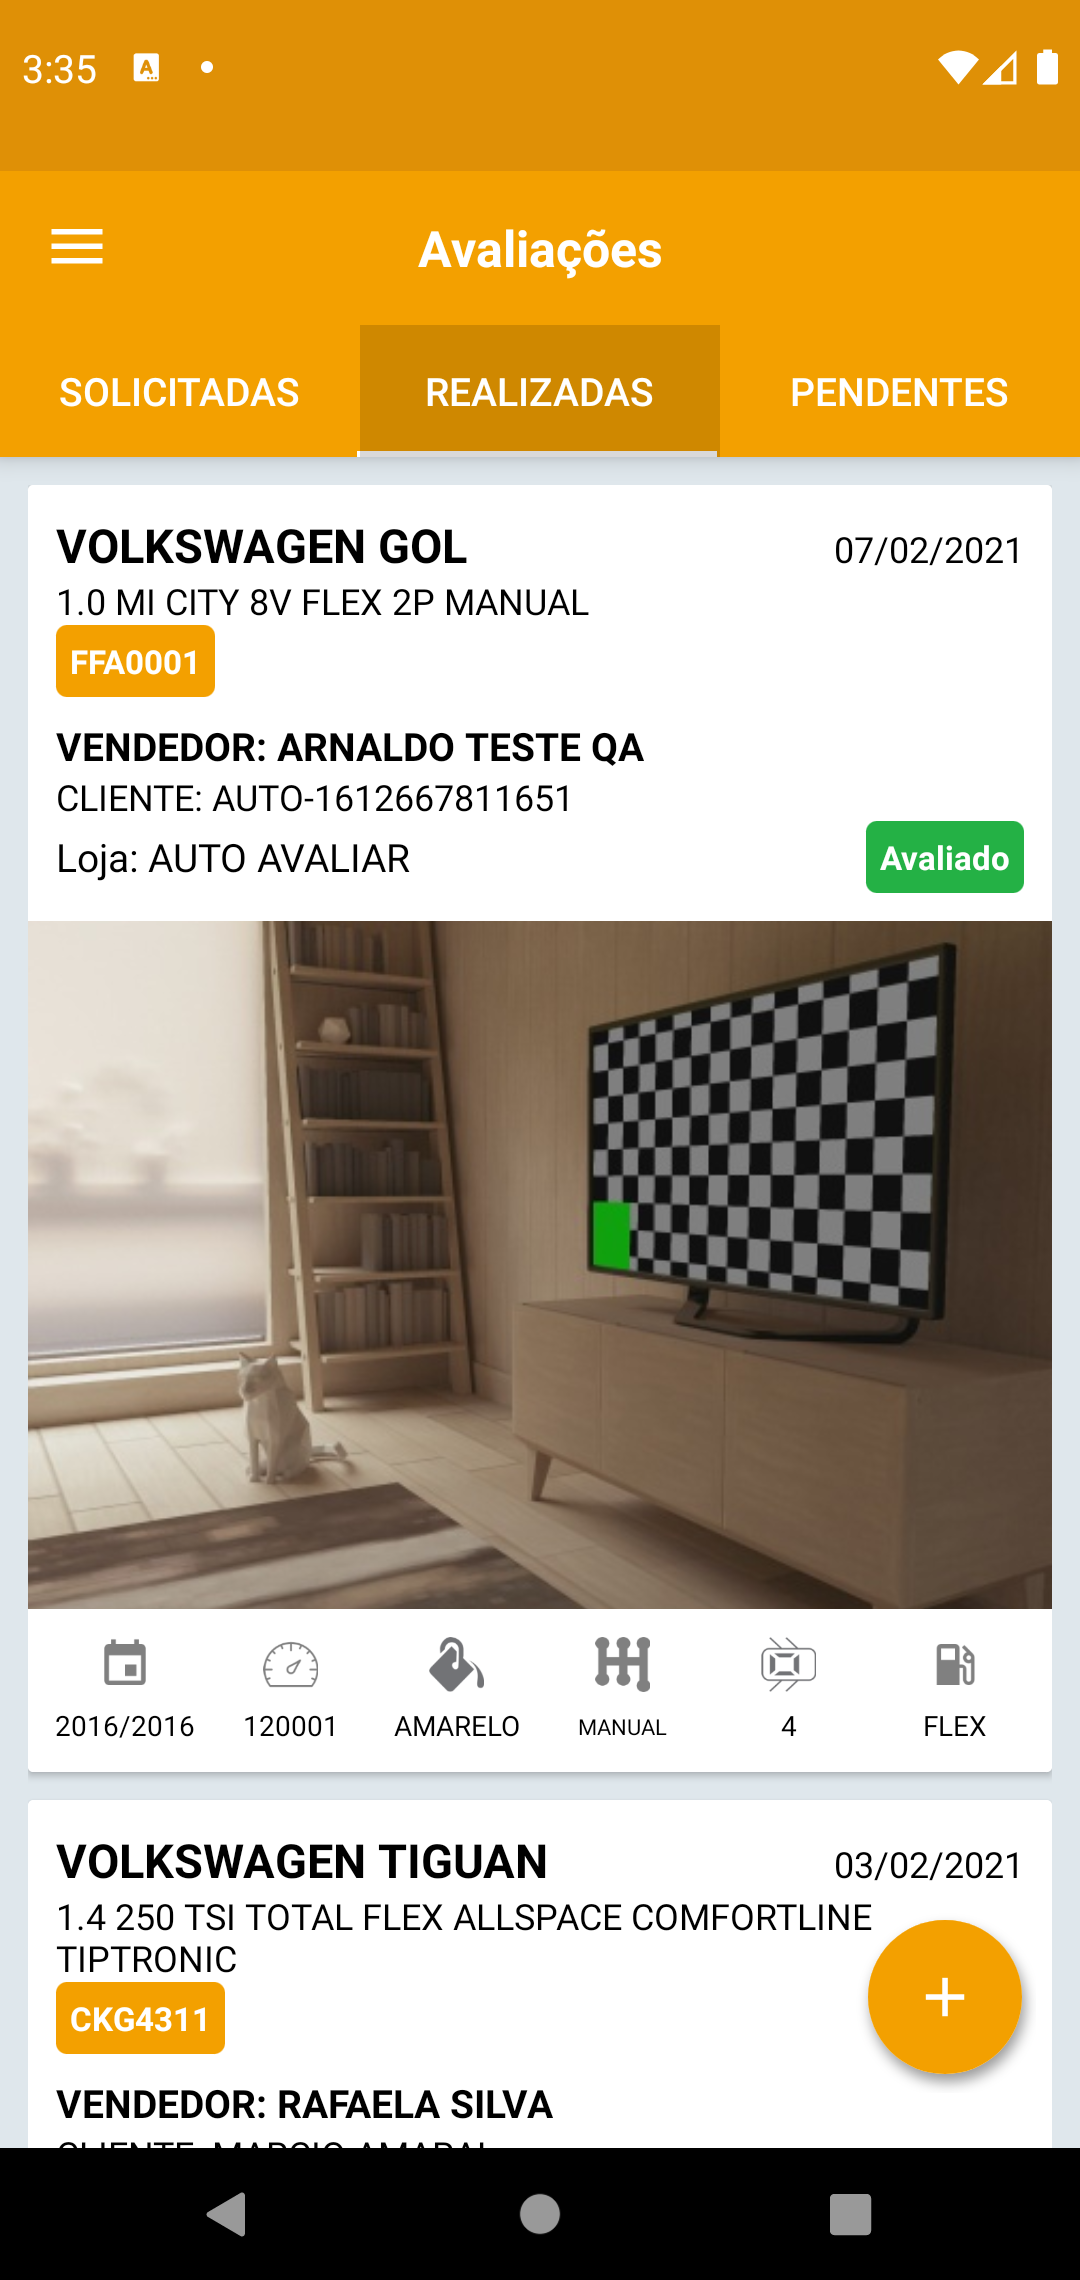 3:35
Avaliações
SOLICITADAS
REALIZADAS
PENDENTES
VOLKSWAGEN GOL
07/02/2021
1.0 MI CITY 8V FLEX 2P MANUAL
FFA0001
VENDEDOR: ARNALDO TESTE QA
CLIENTE: AUTO-1612667811651
Loja: AUTO AVALIAR
Avaliado
2016/2016
120001
AMARELO
MANUAL
4
FLEX
VOLKSWAGEN TIGUAN
03/02/2021
1.4 250 TSI TOTAL FLEX ALLSPACE COMFORTLINE
TIPTRONIC
CKG4311
VENDEDOR: RAFAELA SILVA